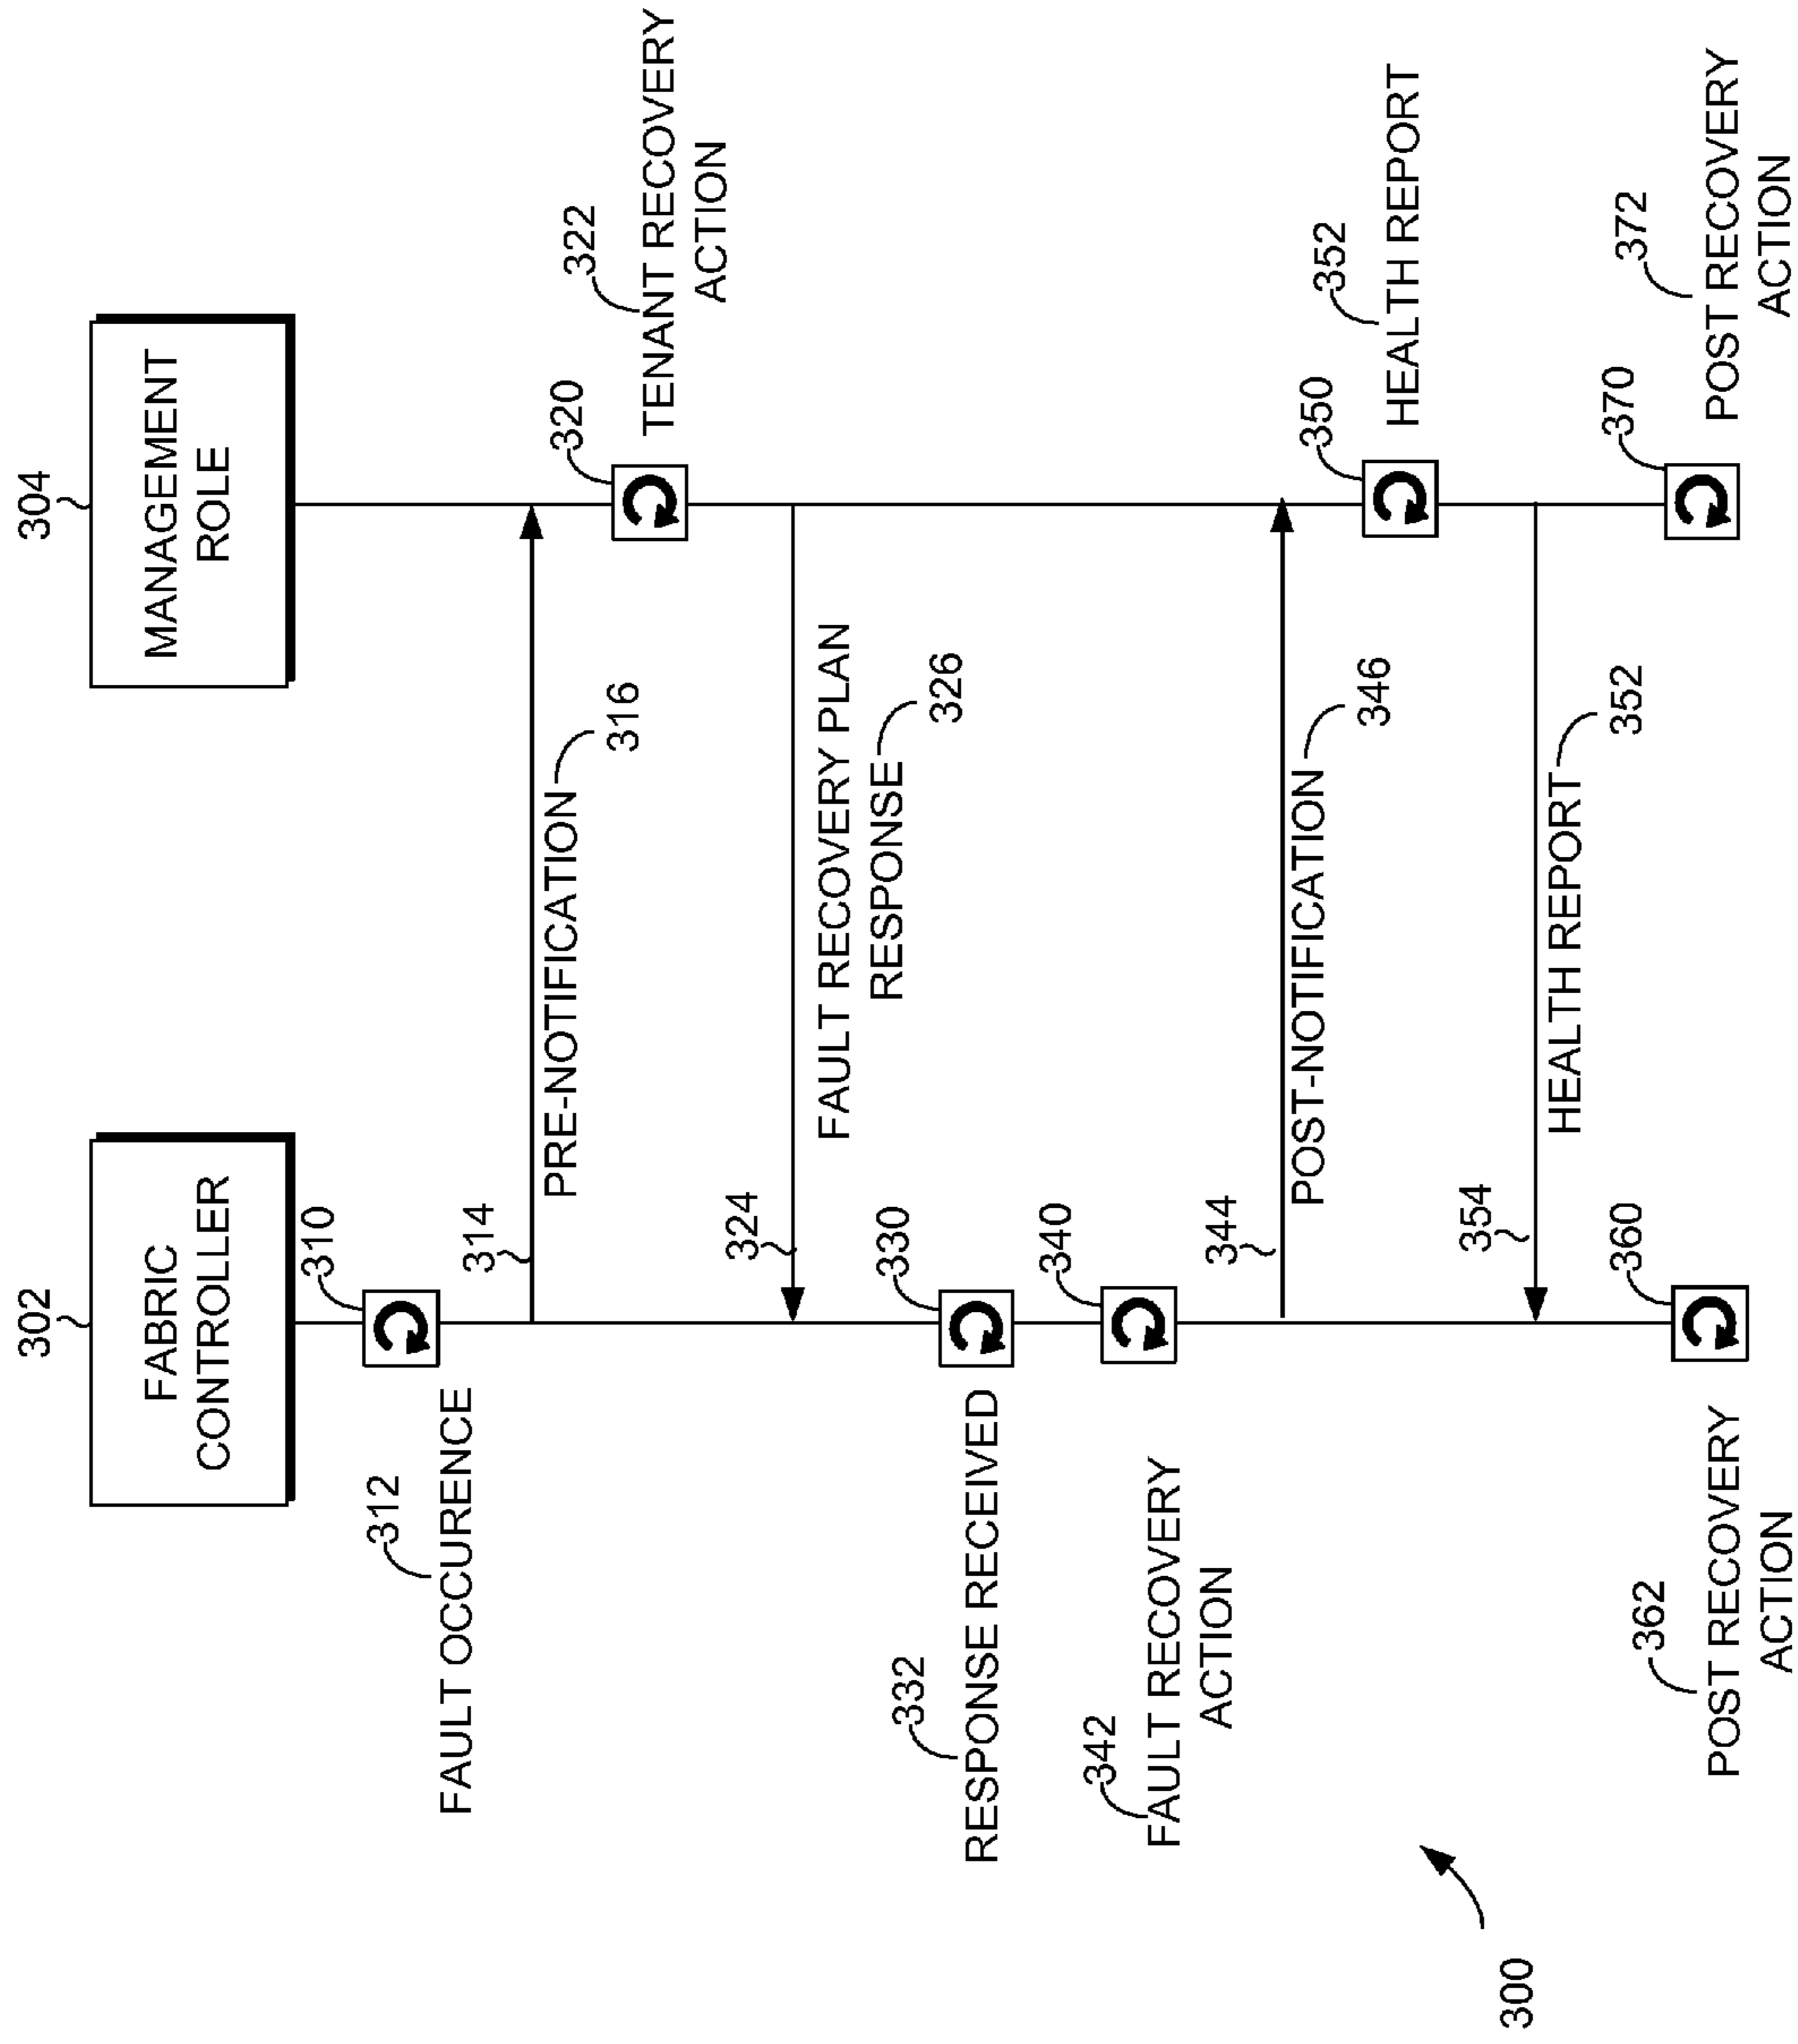 302
FABRIC
CONTROLLER
304
MANAGEMENT
ROLE
310
312
FAULT OCCURENCE
314
PRE-NOTIFICATION
316
320
322
TENANT RECOVERY
ACTION
324
FAULT RECOVERY PLAN
RESPONSE
326
330
332
RESPONSE RECEIVED
340
342
FAULT RECOVERY
ACTION
344
POST-NOTIFICATION
346
350
352
HEALTH REPORT
354
HEALTH REPORT
352
360
362
POST RECOVERY
ACTION
370
372
POST RECOVERY
ACTION
300